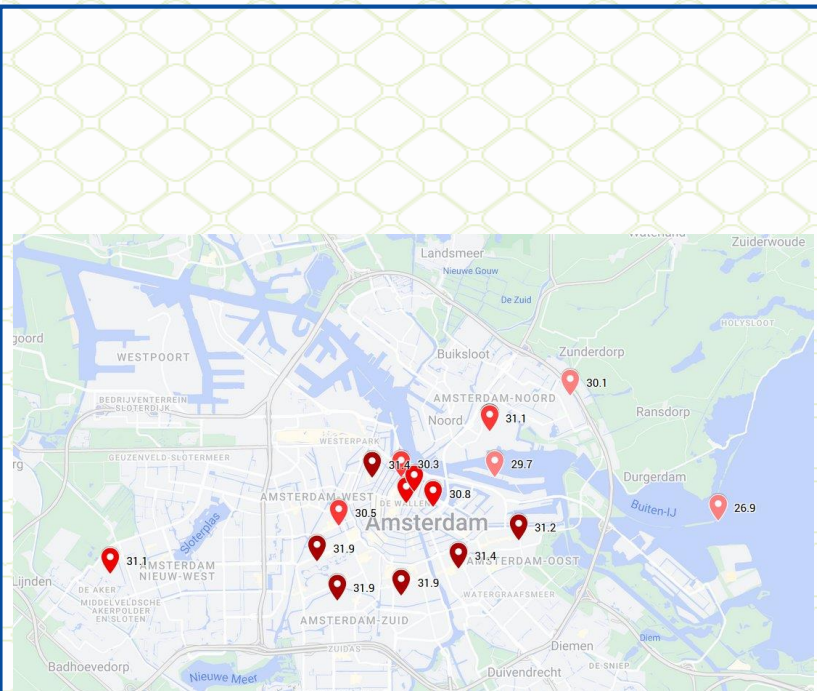 Zuiderwoude
Landsmeer
Nieuwe Gouw
De Zuid
HOLYSLOOT
goord
WESTPOORT
Buiksloot
Zunderdorp
30.1
BEDRIJVENTERREIN
SLOTERDIJK
AMSTERDAM-NOORD
Ransdorp
Noord
31.1
WESTERPARK
GEUZENVELD-SLOTERMEER
31.4
30.3
29.7
Durgerdam
AMSTERDAM-WEST
DE WALLEN
30.8
Buiten-IJ
26.9
30.5
Amsterdam
31.2
Sloterplas
31.9
31.4
AMSTERDAM-OOST
31.1
AMSTERDAM
NIEUW-WEST
Lijnden
DE AKER
31.9
31.9
WATERGRAAFSMEER
MIDDELVELDSCHE
AKERPOLDER
EN SLOTEN
AMSTERDAM-ZUID
Diem
ZUIDAS
Diemen
Badhoevedorp
DE SNIEP
Duivendrecht
Nieuwe Meer